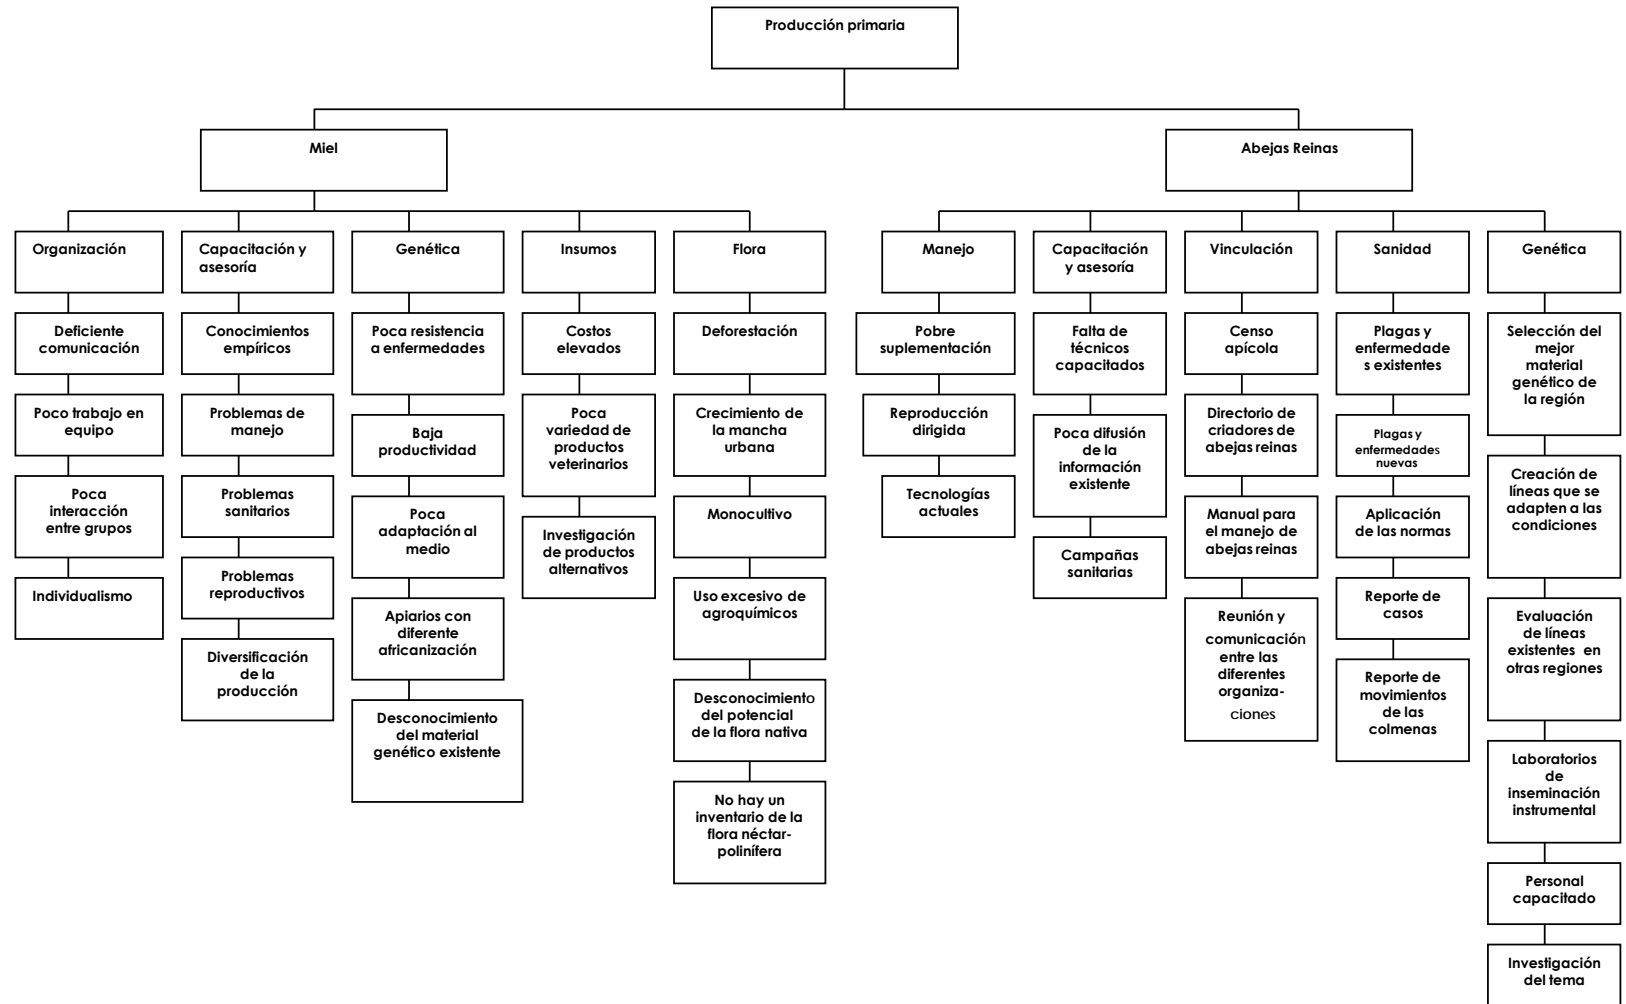 Producción primaria
Miel
Abejas Reinas
Organización
Capacitación y
asesoría
Genética
Insumos
Flora
Manejo
Capacitación
y asesoría
Vinculación
Sanidad
Genética
Deficiente
comunicación
Poco trabajo en
equipo
Poca
interacción
entre grupos
Individualismo
Conocimientos
empíricos
Problemas de
manejo
Problemas
sanitarios
Problemas
reproductivos
Diversificación
de la
producción
Poca resistencia
a enfermedades
Baja
productividad
Poca
adaptación al
medio
Apiarios con
diferente
africanización
Desconocimiento
del material
genético existente
Costos
elevados
Poca
variedad de
productos
veterinarios
Investigación
de productos
alternativos
Deforestación
Crecimiento de
la mancha
urbana
Monocultivo
Uso excesivo de
agroquímicos
Desconocimiento
del potencial
de la flora nativa
No hay un
inventario de la
flora néctar-
polinífera
Pobre
suplementación
Reproducción
dirigida
Tecnologías
actuales
Falta de
técnicos
capacitados
Poca difusión
de la
información
existente
Campañas
sanitarias
Censo
apícola
Directorio de
criadores de
abejas reinas
Manual para
el manejo de
abejas reinas
Reunión y
comunicación
entre las
diferentes
organiza-
ciones
Plagas y
enfermedade
s existentes
Plagas y
enfermedades
nuevas
Aplicación
de las normas
Reporte de
casos
Reporte de
movimientos
de las
colmenas
Selección del
mejor
material
genético de
la región
Creación de
líneas que se
adapten a las
condiciones
Evaluación
de líneas
existentes en
otras regiones
Laboratorios
de
inseminación
instrumental
Personal
capacitado
Investigación
del tema